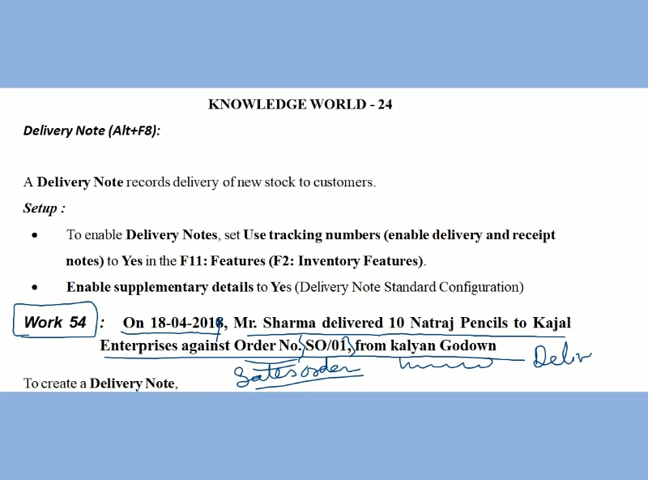 KNOWLEDGE WORLD - 24
Delivery Note (Alt+F8):
A Delivery Note records delivery of new stock to customers.
Setup :
• To enable Delivery Notes, set Use tracking numbers (enable delivery and receipt
notes) to Yes in the F11: Features (F2: Inventory Features).
• Enable supplementary details to Yes (Delivery Note Standard Configuration)
Work 54 : On 18-04-2018, Mr. Sharma delivered 10 Natraj Pencils to Kajal
Enterprises against Order No. SO/01, from kalyan Godown
Sales order
Deliv
To create a Delivery Note,